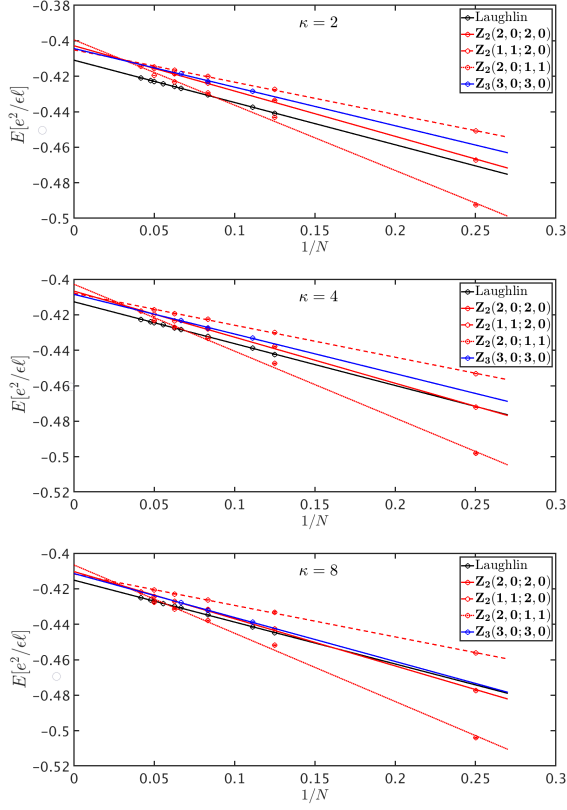 κ = 2
−0.38
−0.4
−0.42
−0.44
−0.46
−0.48
−0.5
E[e²/ϵℓ]
0
0.05
0.1
0.15
0.2
0.25
0.3
1/N
Laughlin
Z₂(2,0;2,0)
Z₂(1,1;2,0)
Z₂(2,0;1,1)
Z₃(3,0;3,0)
κ = 4
−0.4
−0.42
−0.44
−0.46
−0.48
−0.5
−0.52
E[e²/ϵℓ]
0
0.05
0.1
0.15
0.2
0.25
0.3
1/N
Laughlin
Z₂(2,0;2,0)
Z₂(1,1;2,0)
Z₂(2,0;1,1)
Z₃(3,0;3,0)
κ = 8
−0.4
−0.42
−0.44
−0.46
−0.48
−0.5
−0.52
E[e²/ϵℓ]
0
0.05
0.1
0.15
0.2
0.25
0.3
1/N
Laughlin
Z₂(2,0;2,0)
Z₂(1,1;2,0)
Z₂(2,0;1,1)
Z₃(3,0;3,0)